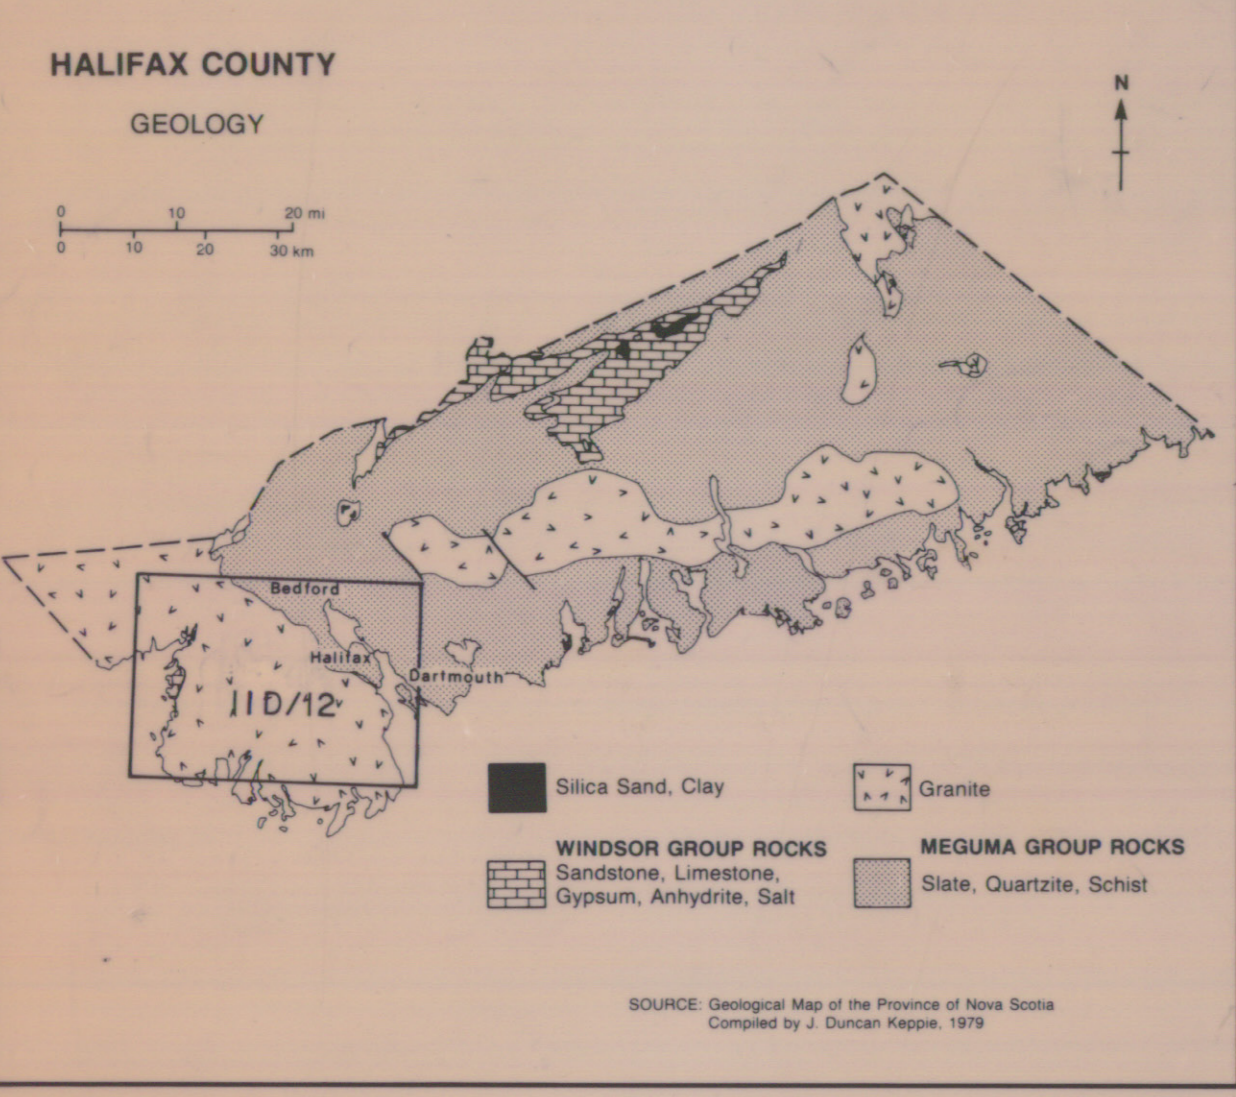 HALIFAX COUNTY
GEOLOGY
N
0 10 20 mi
0 10 20 30 km
Bedford
Halifax
Dartmouth
11D/12
Silica Sand, Clay
Granite
WINDSOR GROUP ROCKS
Sandstone, Limestone,
Gypsum, Anhydrite, Salt
MEGUMA GROUP ROCKS
Slate, Quartzite, Schist
SOURCE: Geological Map of the Province of Nova Scotia
Compiled by J. Duncan Keppie, 1979